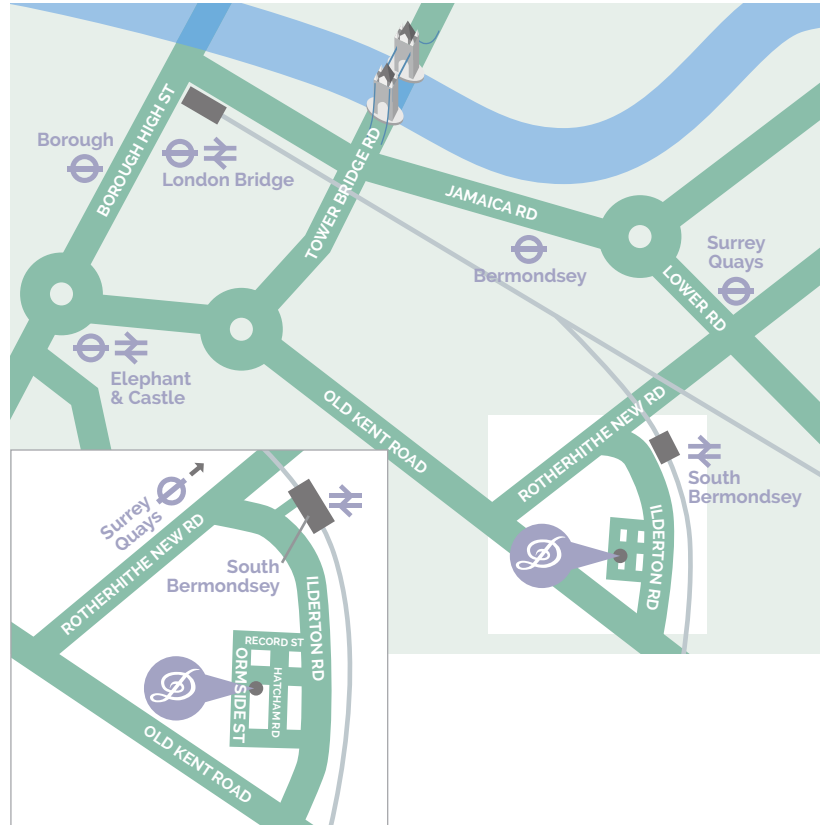 BOROUGH HIGH ST
Borough
London Bridge
TOWER BRIDGE RD
JAMAICA RD
Bermondsey
Surrey
Quays
LOWER RD
Elephant
& Castle
OLD KENT ROAD
ROTHERHITHE NEW RD
South
Bermondsey
ILDERTON RD
Surrey
Quays
ROTHERHITHE NEW RD
South
Bermondsey
ILDERTON RD
RECORD ST
ORMSIDE ST
HATCHAM RD
OLD KENT ROAD